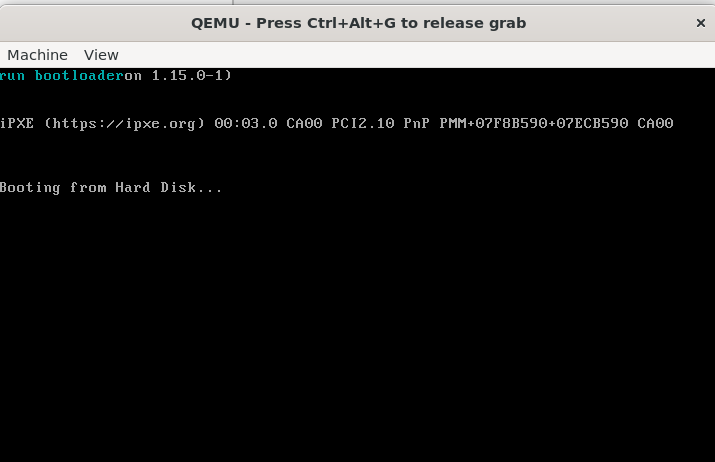 QEMU - Press Ctrl+Alt+G to release grab ×
Machine View
run bootloaderon 1.15.0-1)
iPXE (https://ipxe.org) 00:03.0 CA00 PCI2.10 PnP PMM+07F8B590+07ECB590 CA00
Booting from Hard Disk...